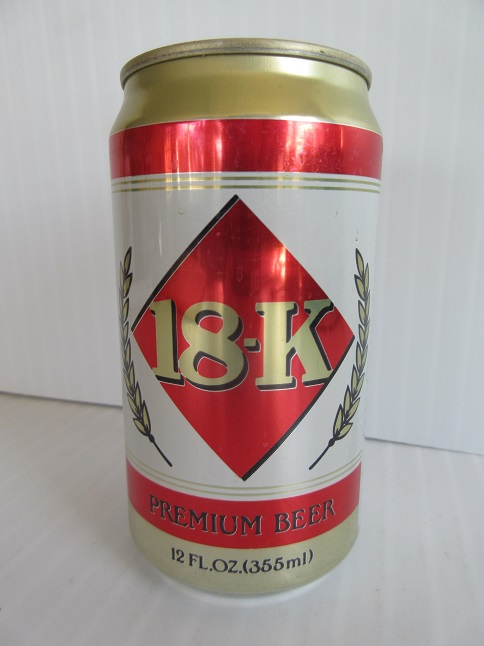 18-K
PREMIUM BEER
12 FL.OZ.(355ml)